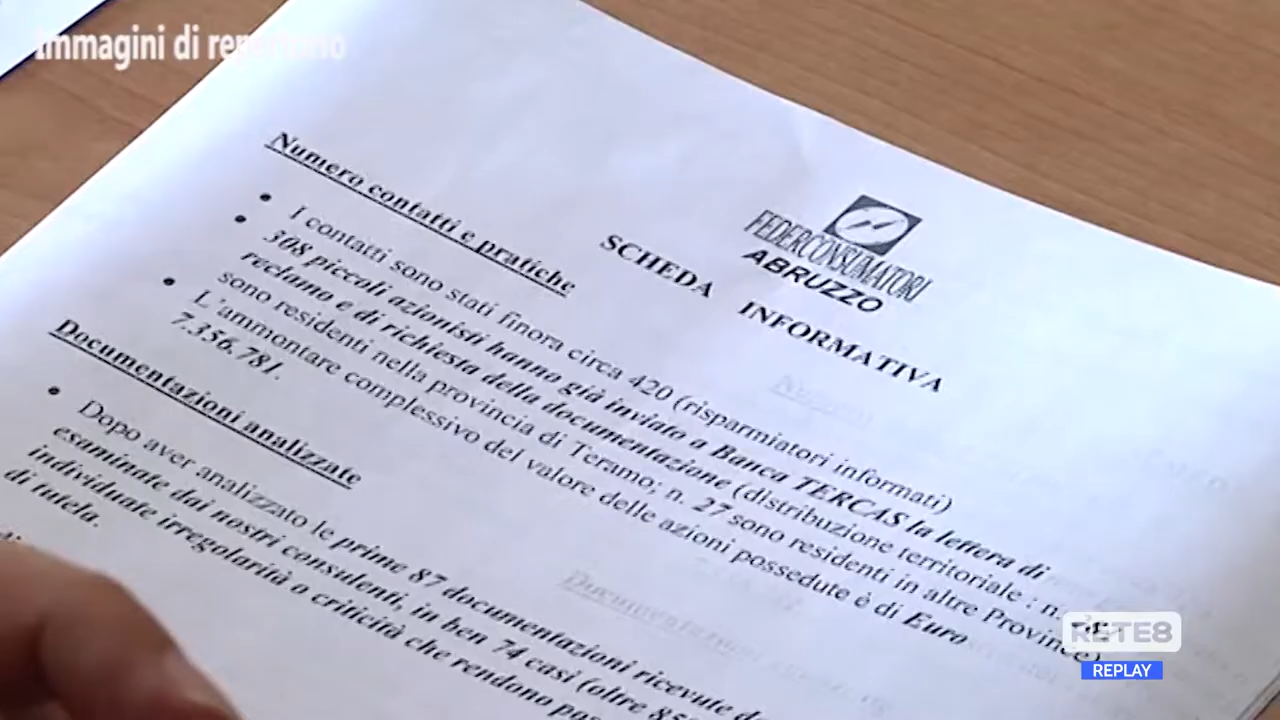 Immagini di repertorio
FEDERCONSUMATORI
ABRUZZO
SCHEDA INFORMATIVA
Numero contatti e pratiche
• I contatti sono stati finora circa 420 (risparmiatori informati)
• 308 piccoli azionisti hanno già inviato a Banca TERCAS la lettera di
reclamo e di richiesta della documentazione (distribuzione territoriale : n.
sono residenti nella provincia di Teramo; n. 27 sono residenti in altre Province)
• L'ammontare complessivo del valore delle azioni possedute è di Euro
7.356.781.
Documentazioni analizzate
• Dopo aver analizzato le prime 87 documentazioni ricevute
esaminate dai nostri consulenti, in ben 74 casi (oltre
individuate irregolarità o criticità che rendono
di tutela.
RETE8
REPLAY